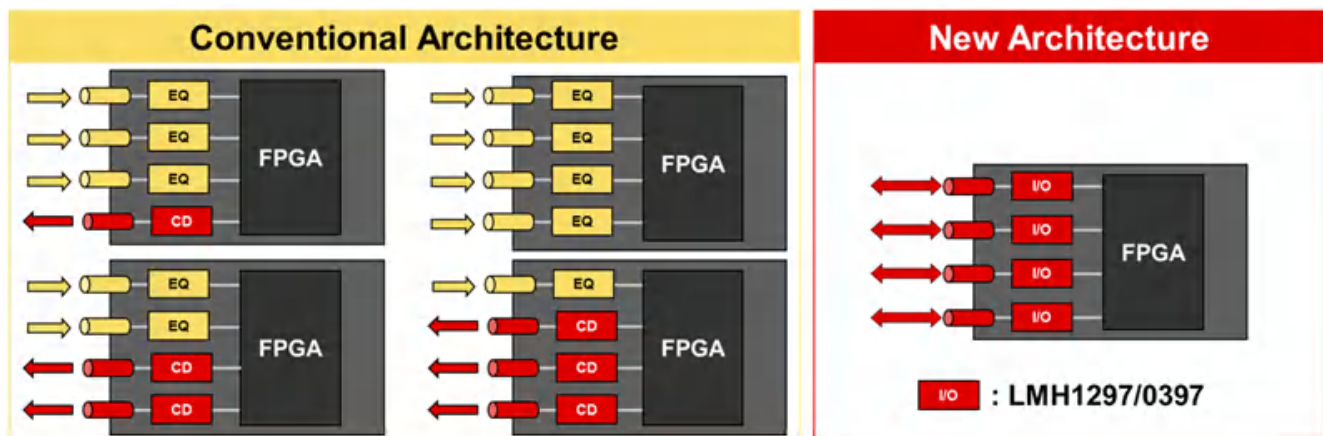 Conventional Architecture
New Architecture
EQ
EQ
EQ
CD
FPGA
EQ
EQ
EQ
EQ
FPGA
EQ
EQ
CD
CD
FPGA
EQ
CD
CD
CD
FPGA
I/O
I/O
I/O
I/O
FPGA
I/O : LMH1297/0397